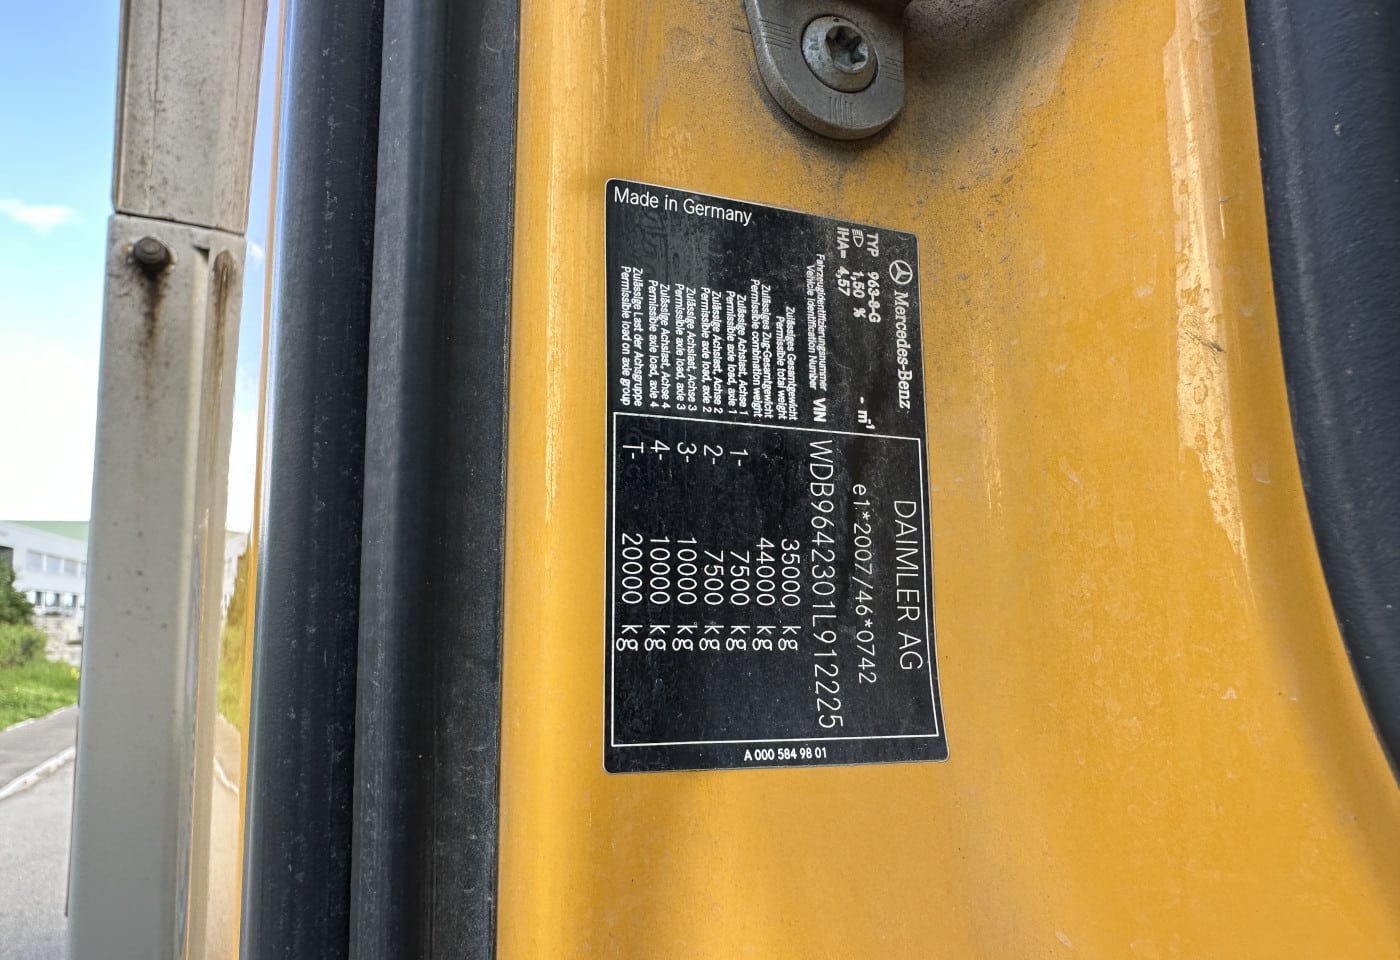 Made in Germany
Mercedes-Benz
TYP 963-8-G
1,50 % - m⁻¹
IHA= 4,57
DAIMLER AG
e1*2007/46*0742
Fahrzeugidentifizierungsnummer
Vehicle Identification Number VIN WDB9642301L912225
Zulässiges Gesamtgewicht
Permissible total weight 35000 kg
Zulässiges Zug-Gesamtgewicht
Permissible combination weight 44000 kg
Zulässige Achslast, Achse 1
Permissible axle load, axle 1 1- 7500 kg
Zulässige Achslast, Achse 2
Permissible axle load, axle 2 2- 7500 kg
Zulässige Achslast, Achse 3
Permissible axle load, axle 3 3- 10000 kg
Zulässige Achslast, Achse 4
Permissible axle load, axle 4 4- 10000 kg
Zulässige Last der Achsgruppe
Permissible load on axle group T- 20000 kg
A 000 584 98 01